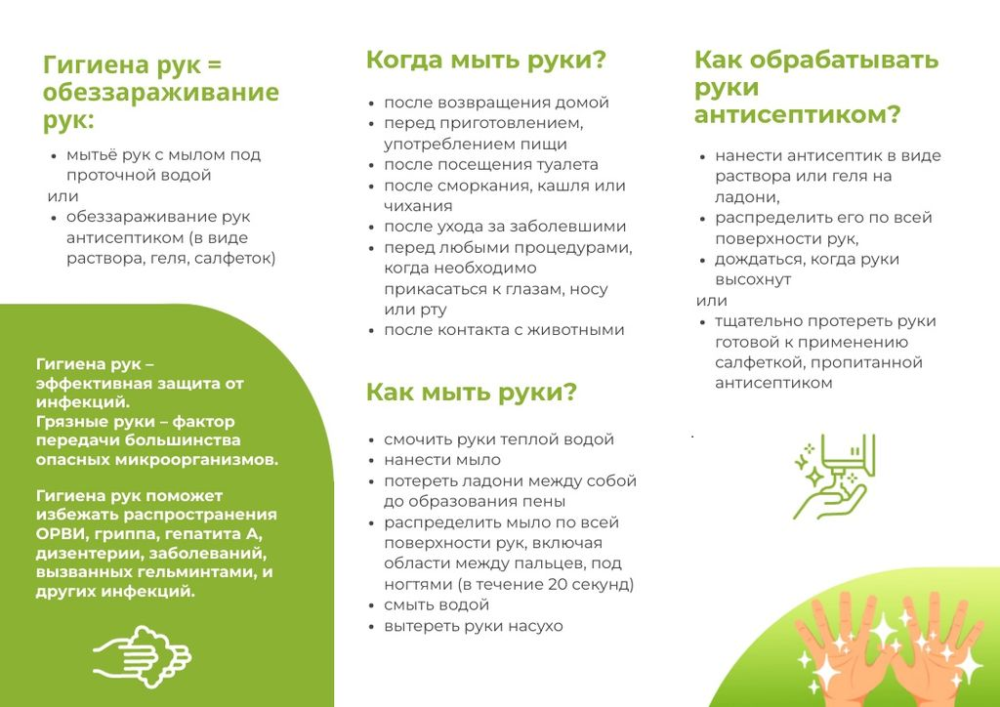 Гигиена рук =
обеззараживание
рук:
• мытьё рук с мылом под
проточной водой
или
• обеззараживание рук
антисептиком (в виде
раствора, геля, салфеток)
Гигиена рук –
эффективная защита от
инфекций.
Грязные руки – фактор
передачи большинства
опасных микроорганизмов.
Гигиена рук поможет
избежать распространения
ОРВИ, гриппа, гепатита А,
дизентерии, заболеваний,
вызванных гельминтами, и
других инфекций.
Когда мыть руки?
• после возвращения домой
• перед приготовлением,
употреблением пищи
• после посещения туалета
• после сморкания, кашля или
чихания
• после ухода за заболевшими
• перед любыми процедурами,
когда необходимо
прикасаться к глазам, носу
или рту
• после контакта с животными
Как мыть руки?
• смочить руки теплой водой
• нанести мыло
• потереть ладони между собой
до образования пены
• распределить мыло по всей
поверхности рук, включая
области между пальцев, под
ногтями (в течение 20 секунд)
• смыть водой
• вытереть руки насухо
Как обрабатывать
руки
антисептиком?
• нанести антисептик в виде
раствора или геля на
ладони,
• распределить его по всей
поверхности рук,
• дождаться, когда руки
высохнут
или
• тщательно протереть руки
готовой к применению
салфеткой, пропитанной
антисептиком
.